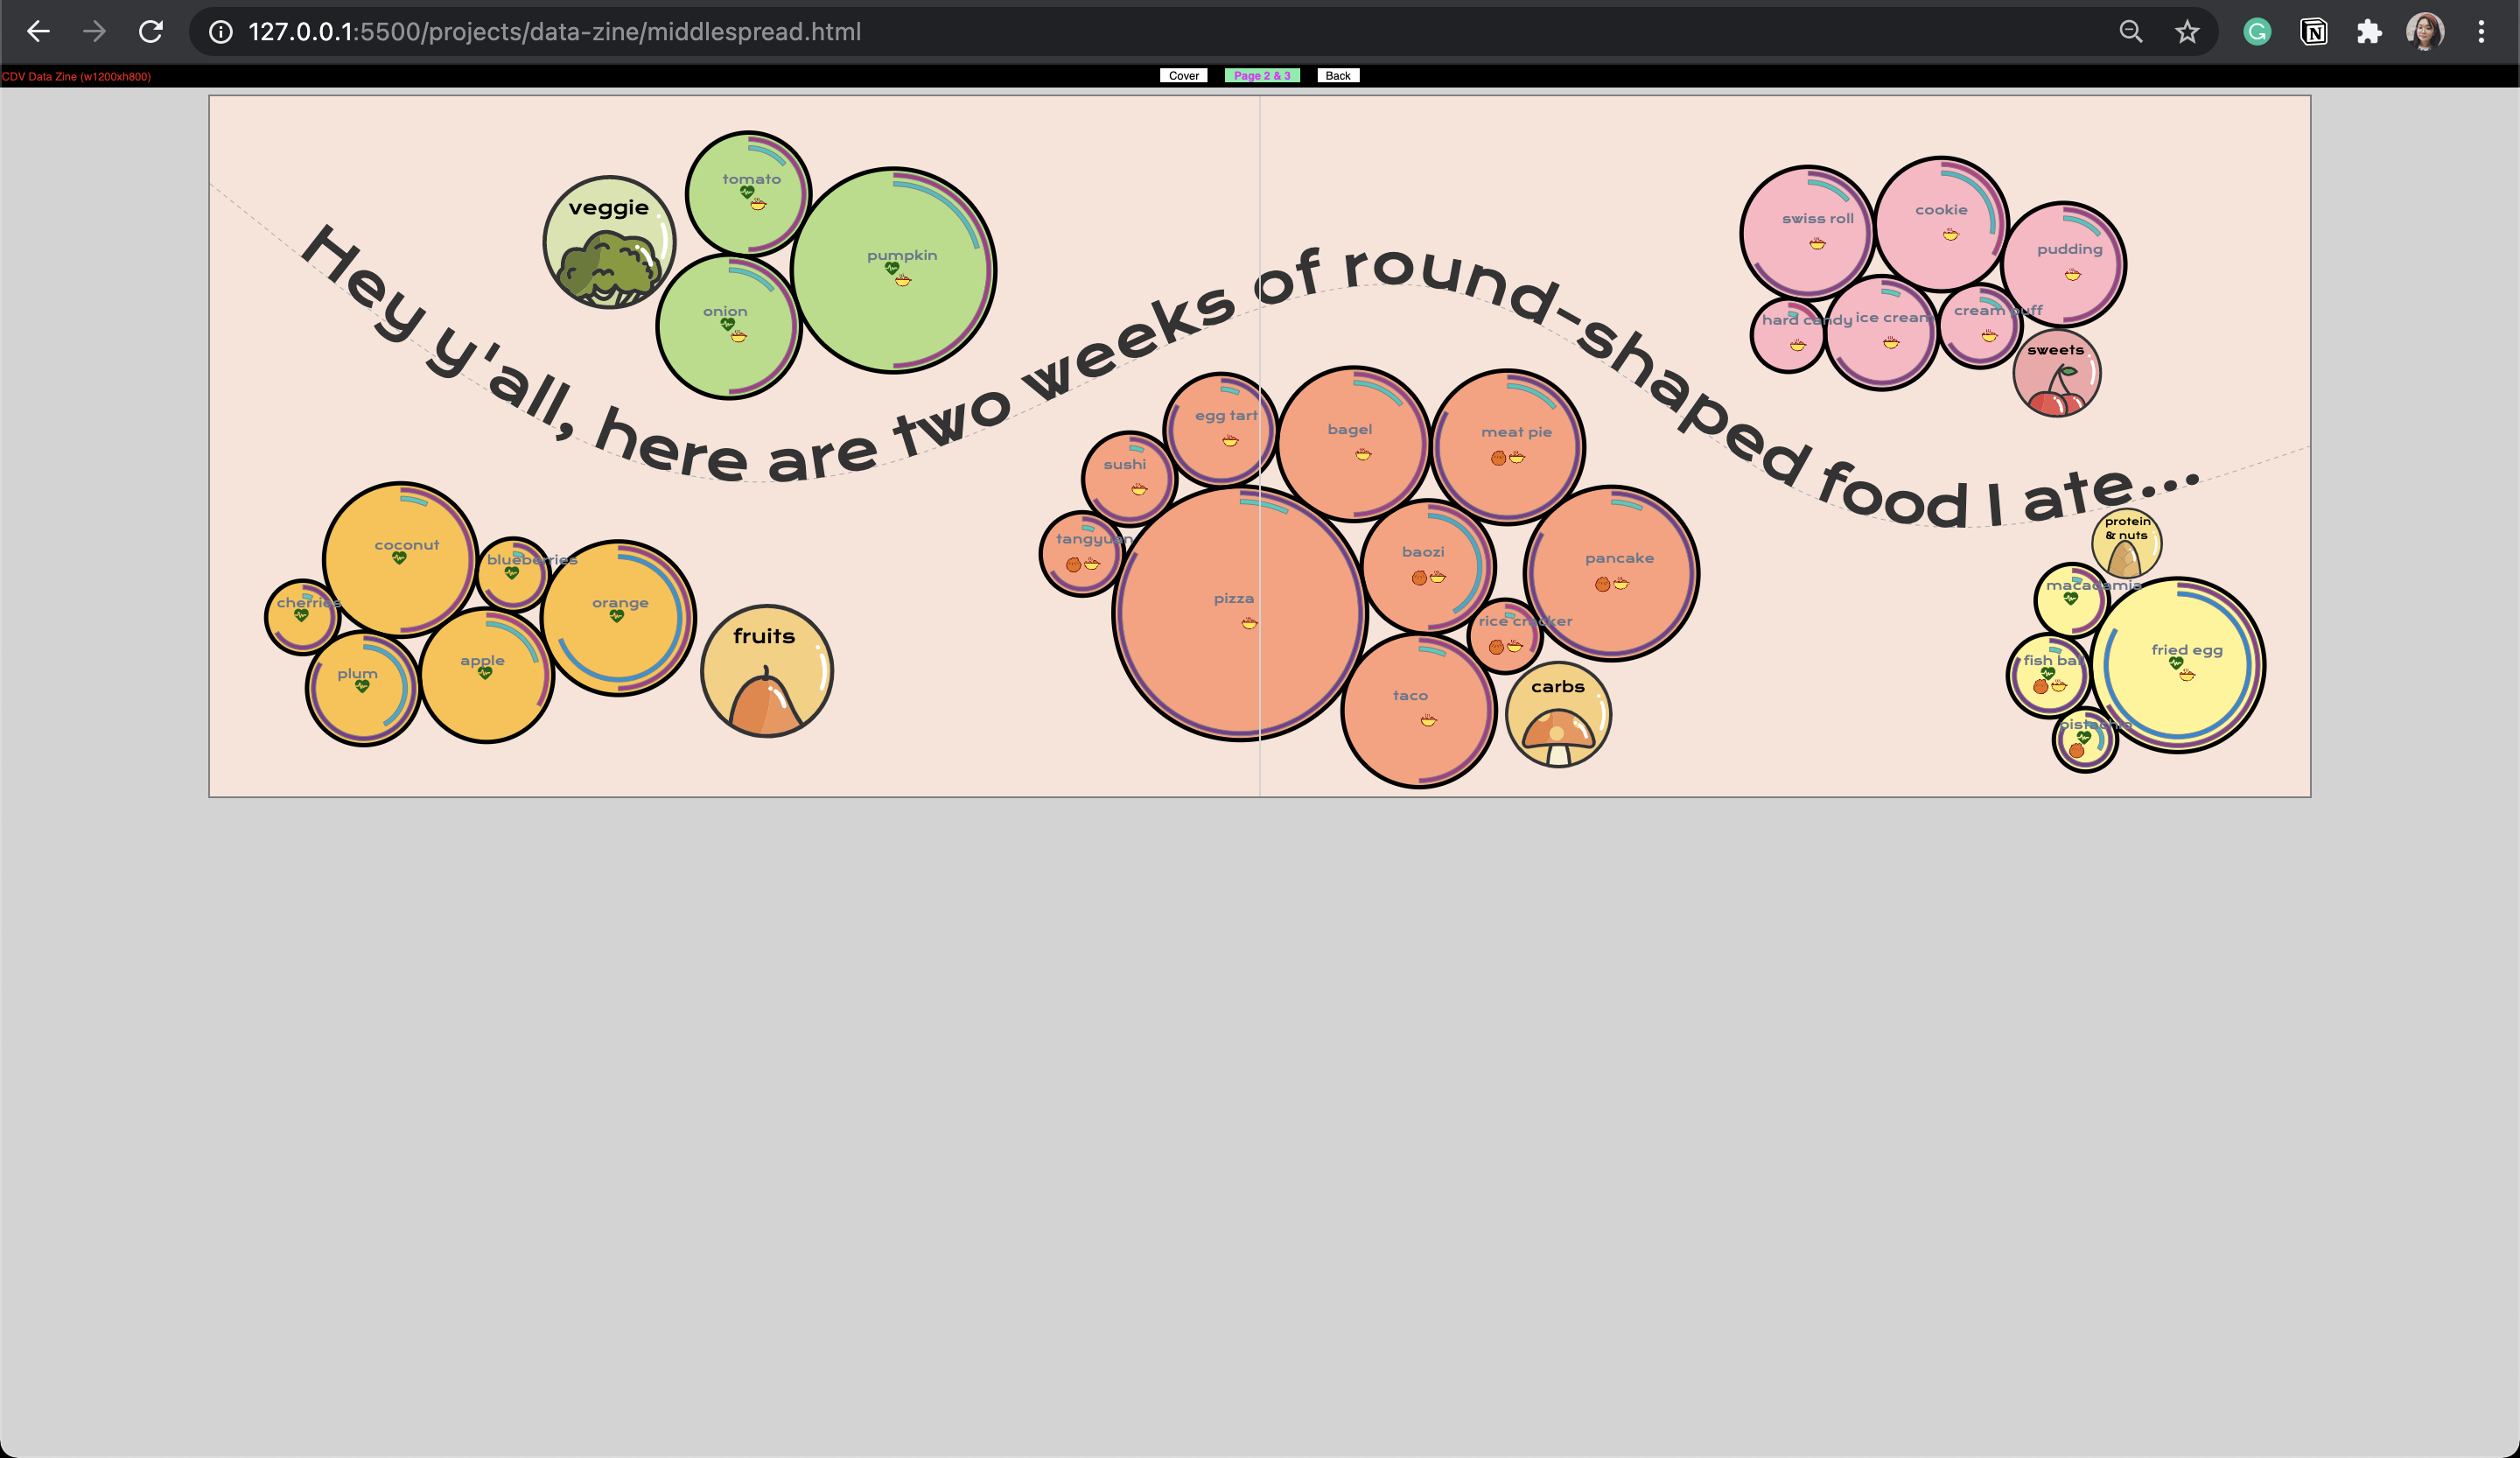 127.0.0.1:5500/projects/data-zine/middlespread.html
CDV Data Zine (w1200xh800)
Cover
Page 2 & 3
Back
Hey y'all, here are two weeks of round-shaped food I ate...
veggie
tomato
pumpkin
onion
swiss roll
cookie
pudding
hard candy
ice cream
cream puff
sweets
egg tart
bagel
meat pie
sushi
tangyuan
pizza
baozi
pancake
rice cracker
taco
carbs
coconut
blueberries
cherries
orange
plum
apple
fruits
protein
& nuts
macadamia
fish ball
fried egg
pistachio